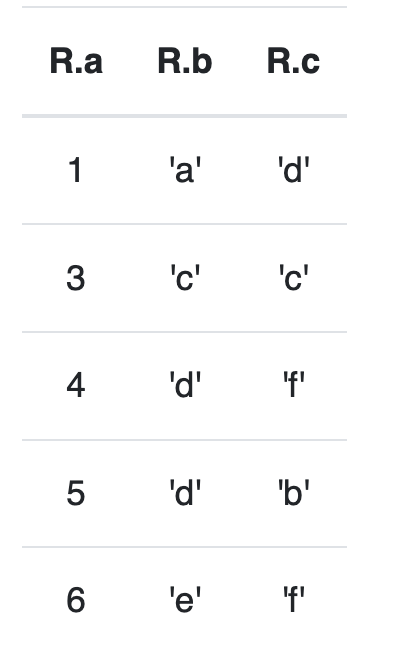 R.a R.b R.c
1 'a' 'd'
3 'c' 'c'
4 'd' 'f'
5 'd' 'b'
6 'e' 'f'